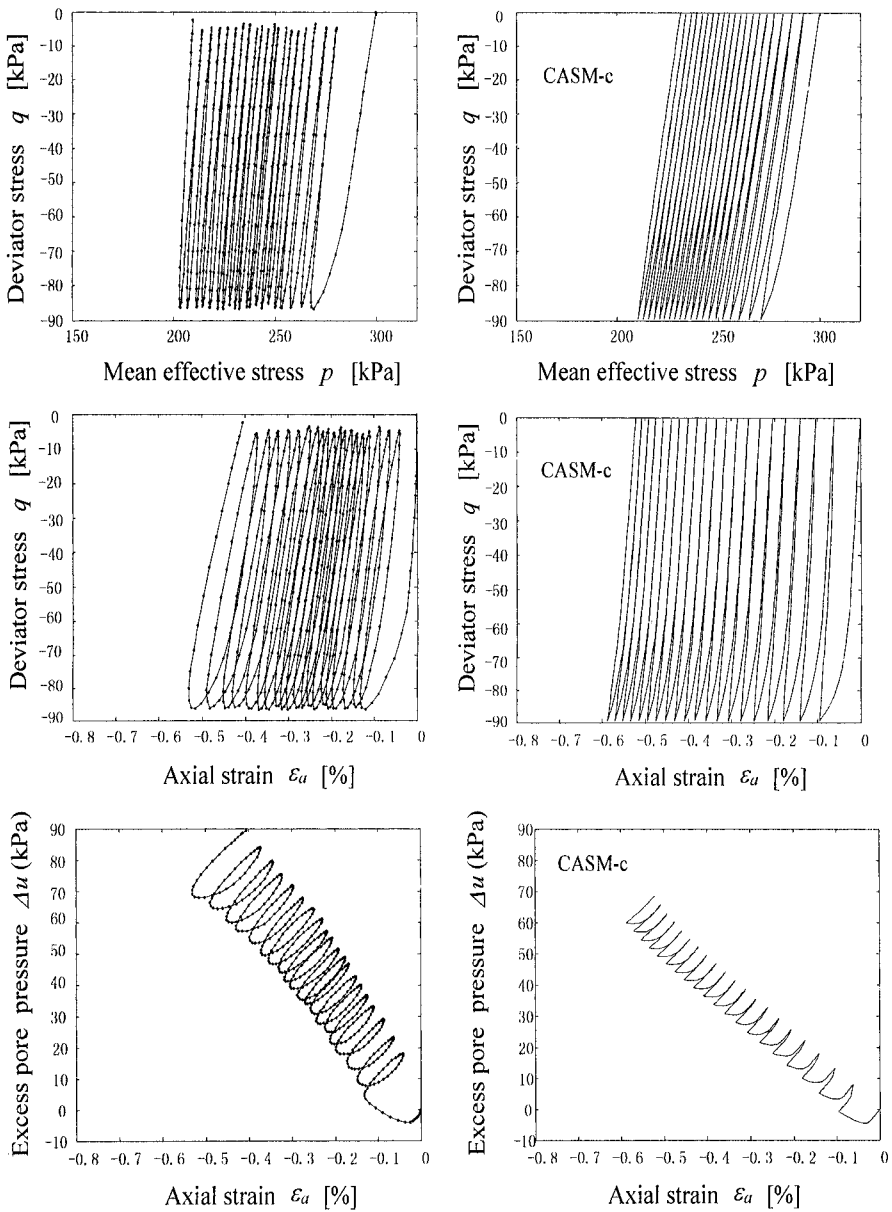 0
-10
-20
-30
-40
-50
-60
-70
-80
-90
150 200 250 300
Deviator stress q [kPa]
Mean effective stress p [kPa]
0
-10
-20
-30
-40
-50
-60
-70
-80
-90
150 200 250 300
CASM-c
Deviator stress q [kPa]
Mean effective stress p [kPa]
0
-10
-20
-30
-40
-50
-60
-70
-80
-90
-0.8 -0.7 -0.6 -0.5 -0.4 -0.3 -0.2 -0.1 0
Deviator stress q [kPa]
Axial strain εa [%]
0
-10
-20
-30
-40
-50
-60
-70
-80
-90
-0.8 -0.7 -0.6 -0.5 -0.4 -0.3 -0.2 -0.1 0
CASM-c
Deviator stress q [kPa]
Axial strain εa [%]
90
80
70
60
50
40
30
20
10
0
-10
-0.8 -0.7 -0.6 -0.5 -0.4 -0.3 -0.2 -0.1 0
Excess pore pressure Δu (kPa)
Axial strain εa [%]
90
80
70
60
50
40
30
20
10
0
-10
-0.8 -0.7 -0.6 -0.5 -0.4 -0.3 -0.2 -0.1 0
CASM-c
Excess pore pressure Δu (kPa)
Axial strain εa [%]